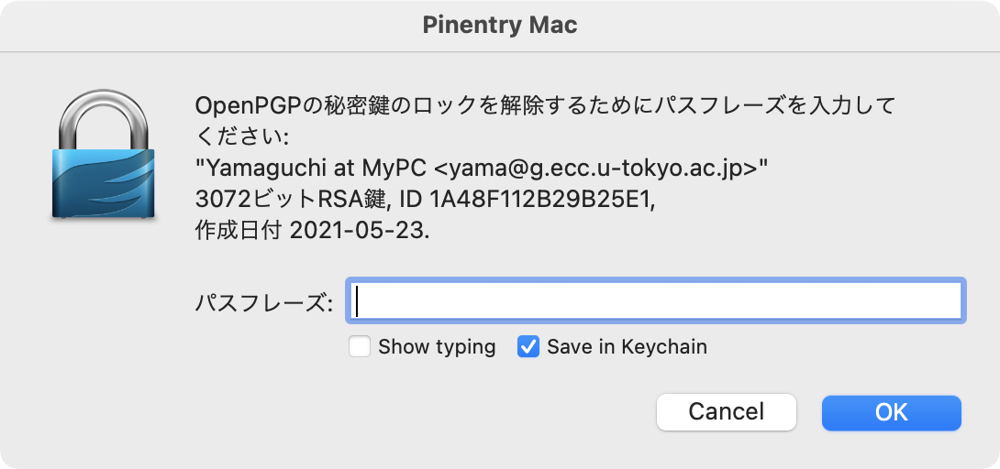 Pinentry Mac
OpenPGPの秘密鍵のロックを解除するためにパスフレーズを入力して
ください:
"Yamaguchi at MyPC <yama@g.ecc.u-tokyo.ac.jp>"
3072ビットRSA鍵, ID 1A48F112B29B25E1,
作成日付 2021-05-23.
パスフレーズ:
Show typing Save in Keychain
Cancel OK